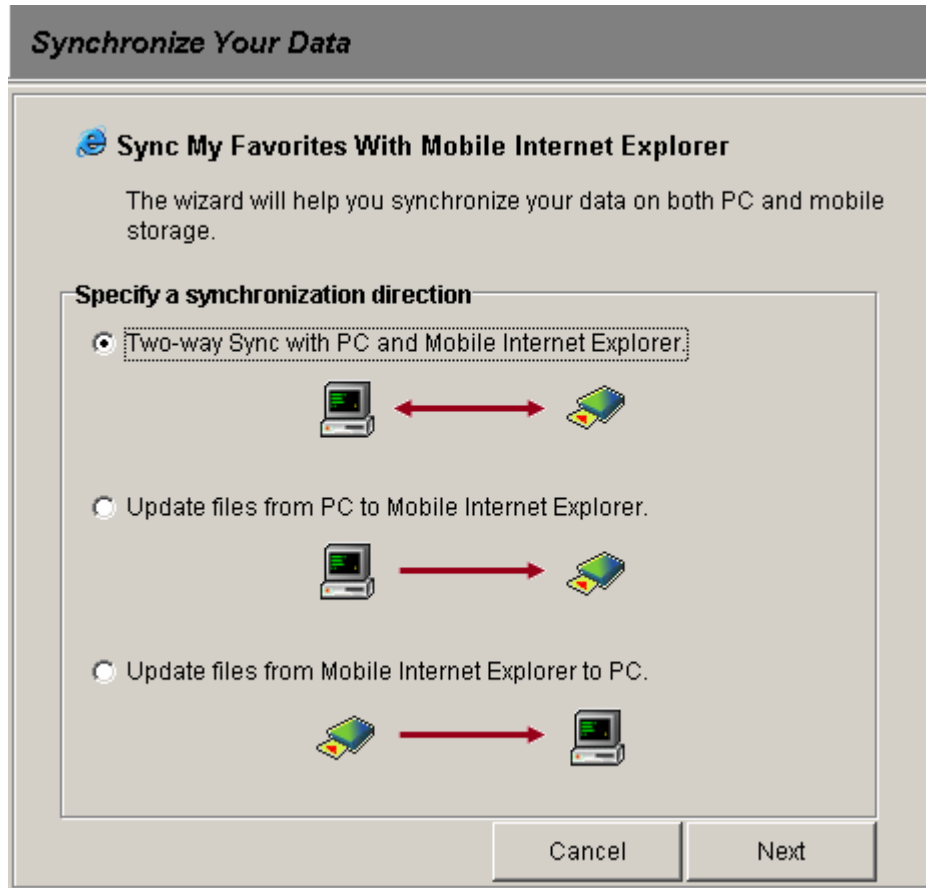 Synchronize Your Data
Sync My Favorites With Mobile Internet Explorer
The wizard will help you synchronize your data on both PC and mobile
storage.
Specify a synchronization direction
Two-way Sync with PC and Mobile Internet Explorer.
Update files from PC to Mobile Internet Explorer.
Update files from Mobile Internet Explorer to PC.
Cancel Next